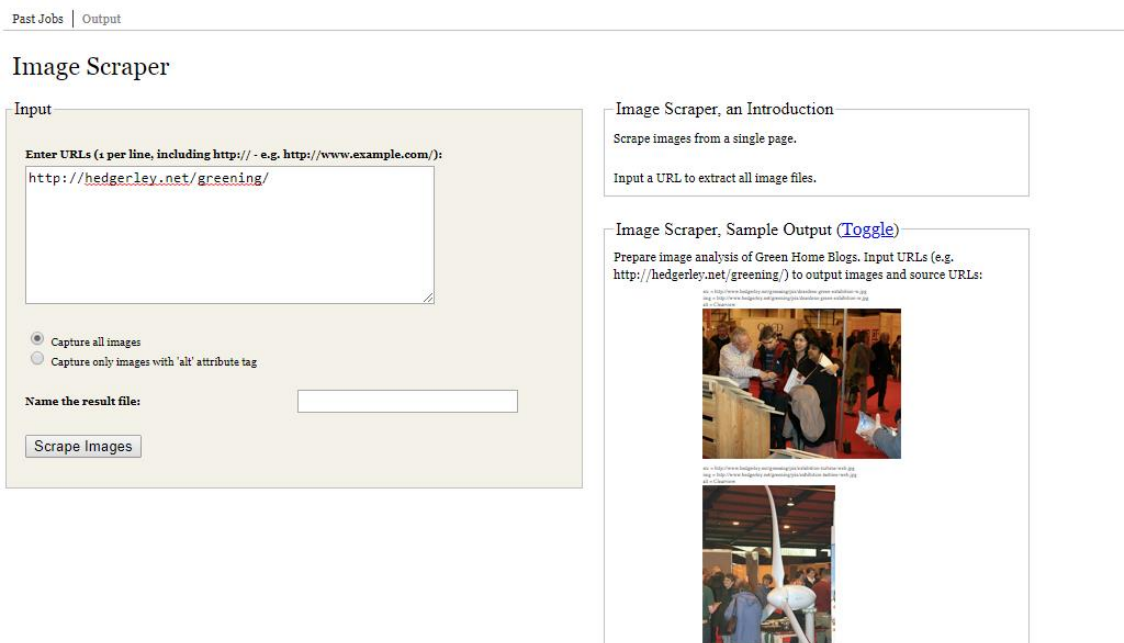 Past Jobs | Output
Image Scraper
Input
Enter URLs (1 per line, including http:// - e.g. http://www.example.com/):
http://hedgerley.net/greening/
Capture all images
Capture only images with 'alt' attribute tag
Name the result file:
Scrape Images
Image Scraper, an Introduction
Scrape images from a single page.
Input a URL to extract all image files.
Image Scraper, Sample Output (Toggle)
Prepare image analysis of Green Home Blogs. Input URLs (e.g.
http://hedgerley.net/greening/) to output images and source URLs:
alt = Clearview
alt = Clearview